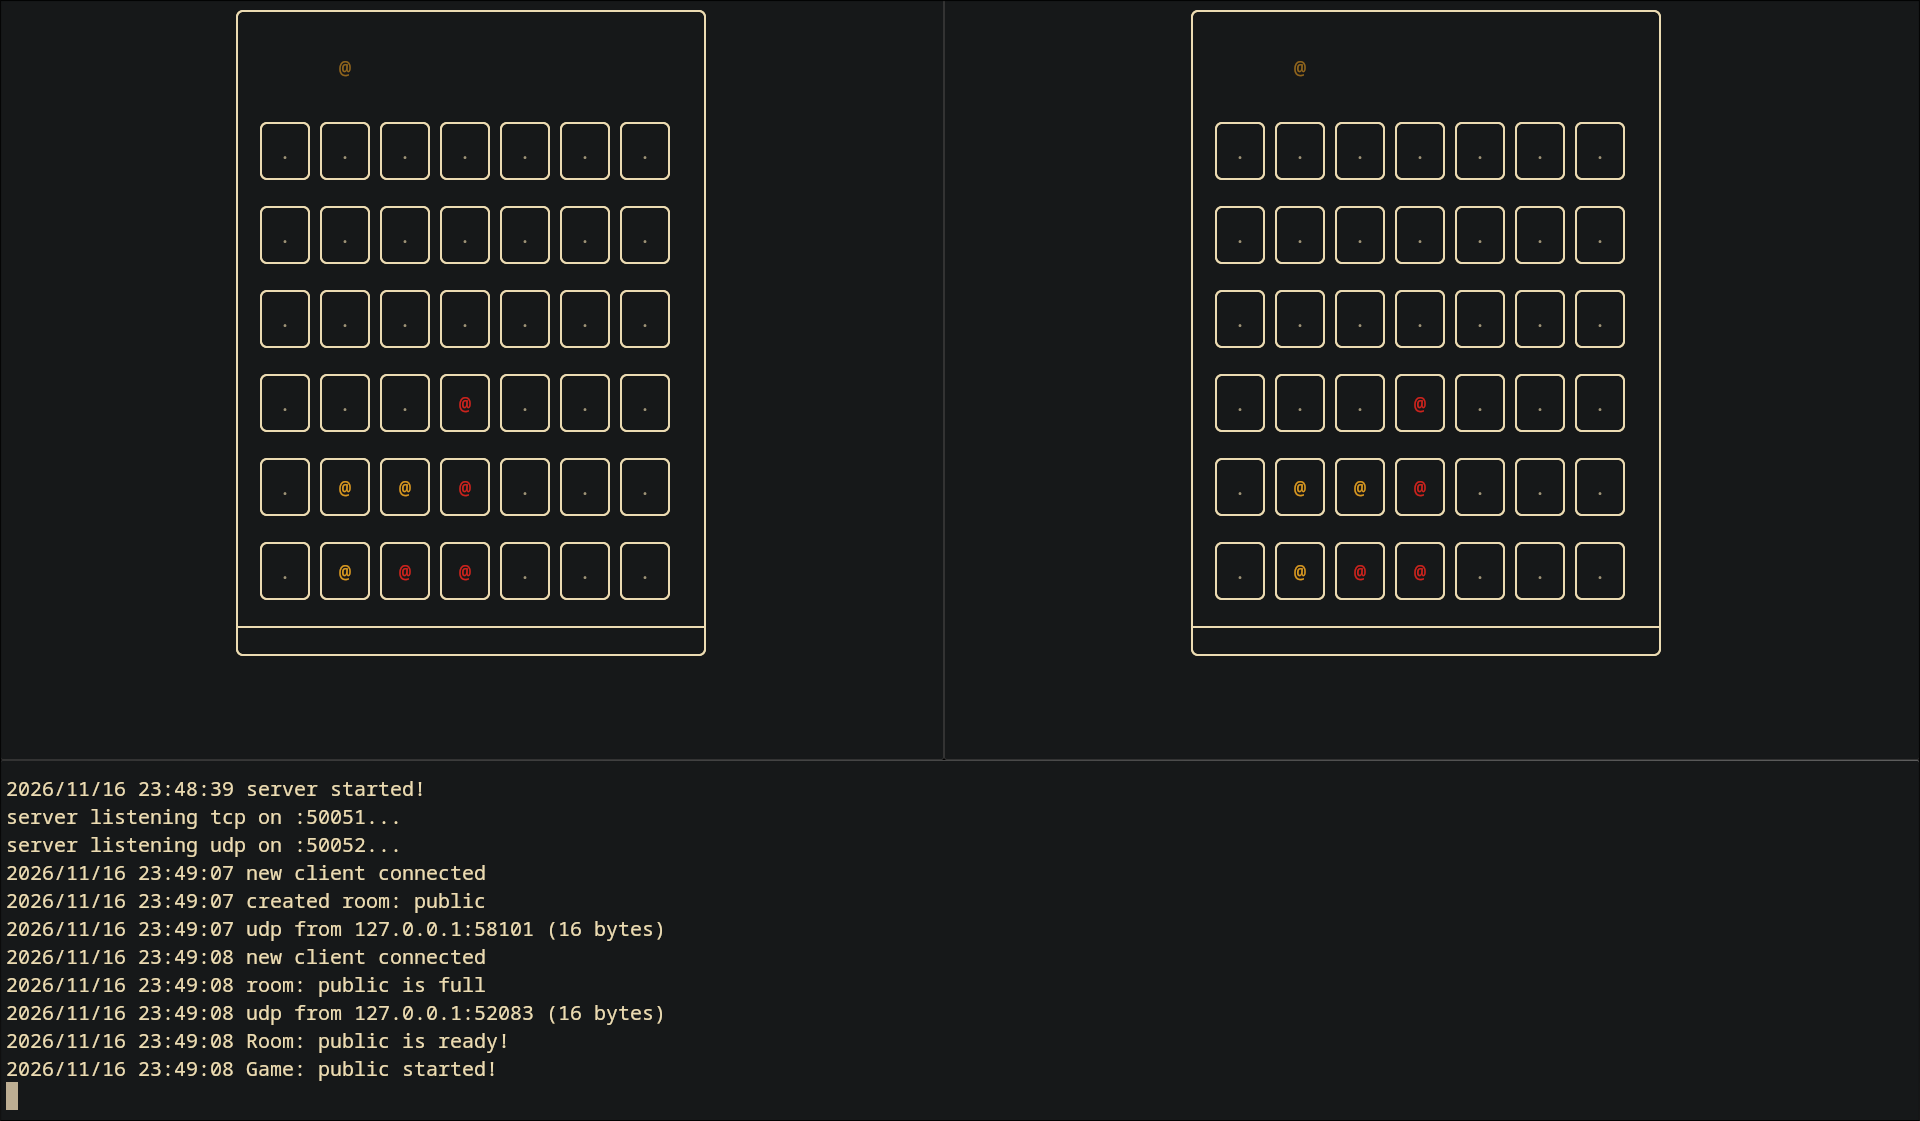 @
. . . . . . .
. . . . . . .
. . . . . . .
. . . @ . . .
. @ @ @ . . .
. @ @ @ . . .
@
. . . . . . .
. . . . . . .
. . . . . . .
. . . @ . . .
. @ @ @ . . .
. @ @ @ . . .
2026/11/16 23:48:39 server started!
server listening tcp on :50051...
server listening udp on :50052...
2026/11/16 23:49:07 new client connected
2026/11/16 23:49:07 created room: public
2026/11/16 23:49:07 udp from 127.0.0.1:58101 (16 bytes)
2026/11/16 23:49:08 new client connected
2026/11/16 23:49:08 room: public is full
2026/11/16 23:49:08 udp from 127.0.0.1:52083 (16 bytes)
2026/11/16 23:49:08 Room: public is ready!
2026/11/16 23:49:08 Game: public started!